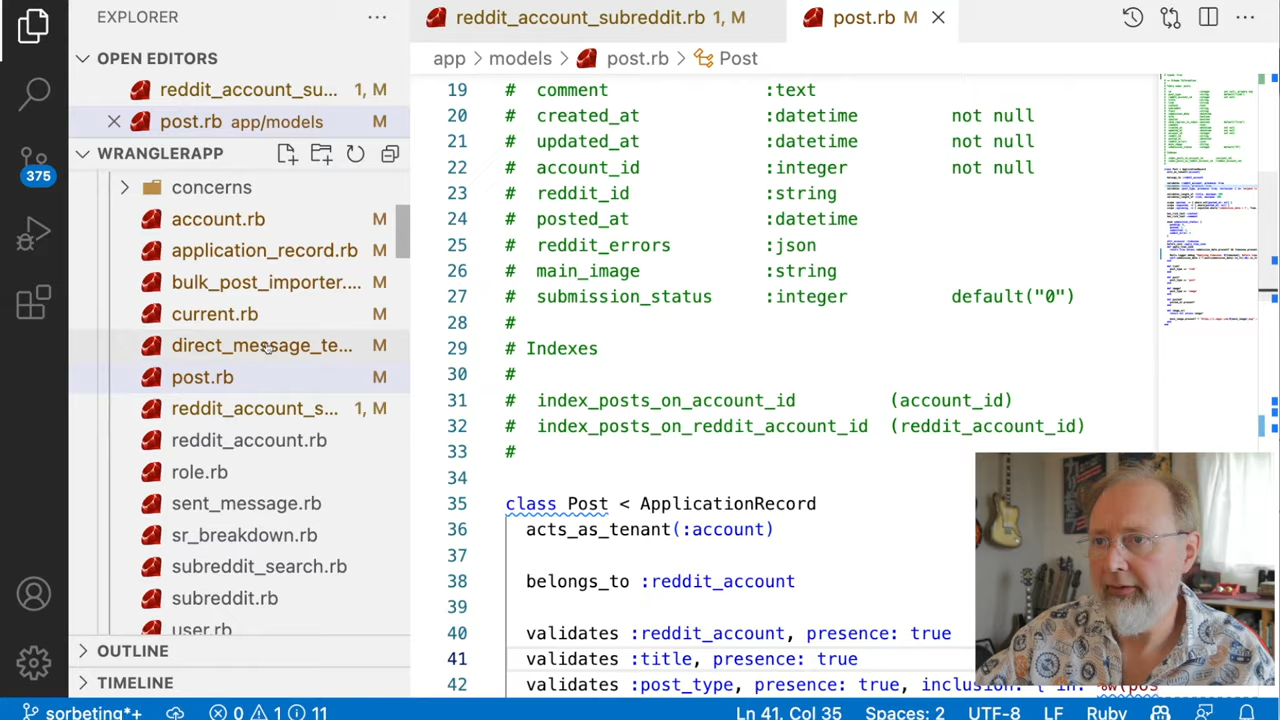 EXPLORER
...
reddit_account_subreddit.rb 1, M
post.rb M
...
app > models > post.rb > Post
OPEN EDITORS
reddit_account_su... 1, M
post.rb app/models M
WRANGLERAPP
concerns
account.rb M
application_record.rb M
bulk_post_importer.... M
current.rb M
direct_message_te... M
post.rb M
reddit_account_s... 1, M
reddit_account.rb
role.rb
sent_message.rb
sr_breakdown.rb
subreddit_search.rb
subreddit.rb
user.rb
OUTLINE
TIMELINE
375
19 # comment :text
20 # created_at :datetime not null
21 # updated_at :datetime not null
22 # account_id :integer not null
23 # reddit_id :string
24 # posted_at :datetime
25 # reddit_errors :json
26 # main_image :string
27 # submission_status :integer default("0")
28 #
29 # Indexes
30 #
31 # index_posts_on_account_id (account_id)
32 # index_posts_on_reddit_account_id (reddit_account_id)
33 #
34
35 class Post < ApplicationRecord
36 acts_as_tenant(:account)
37
38 belongs_to :reddit_account
39
40 validates :reddit_account, presence: true
41 validates :title, presence: true
42 validates :post_type, presence: true, inclusion: { in: %w(pos
sorbeting*+ 0 1 11 Ln 41, Col 35 Spaces: 2 UTF-8 LF Ruby